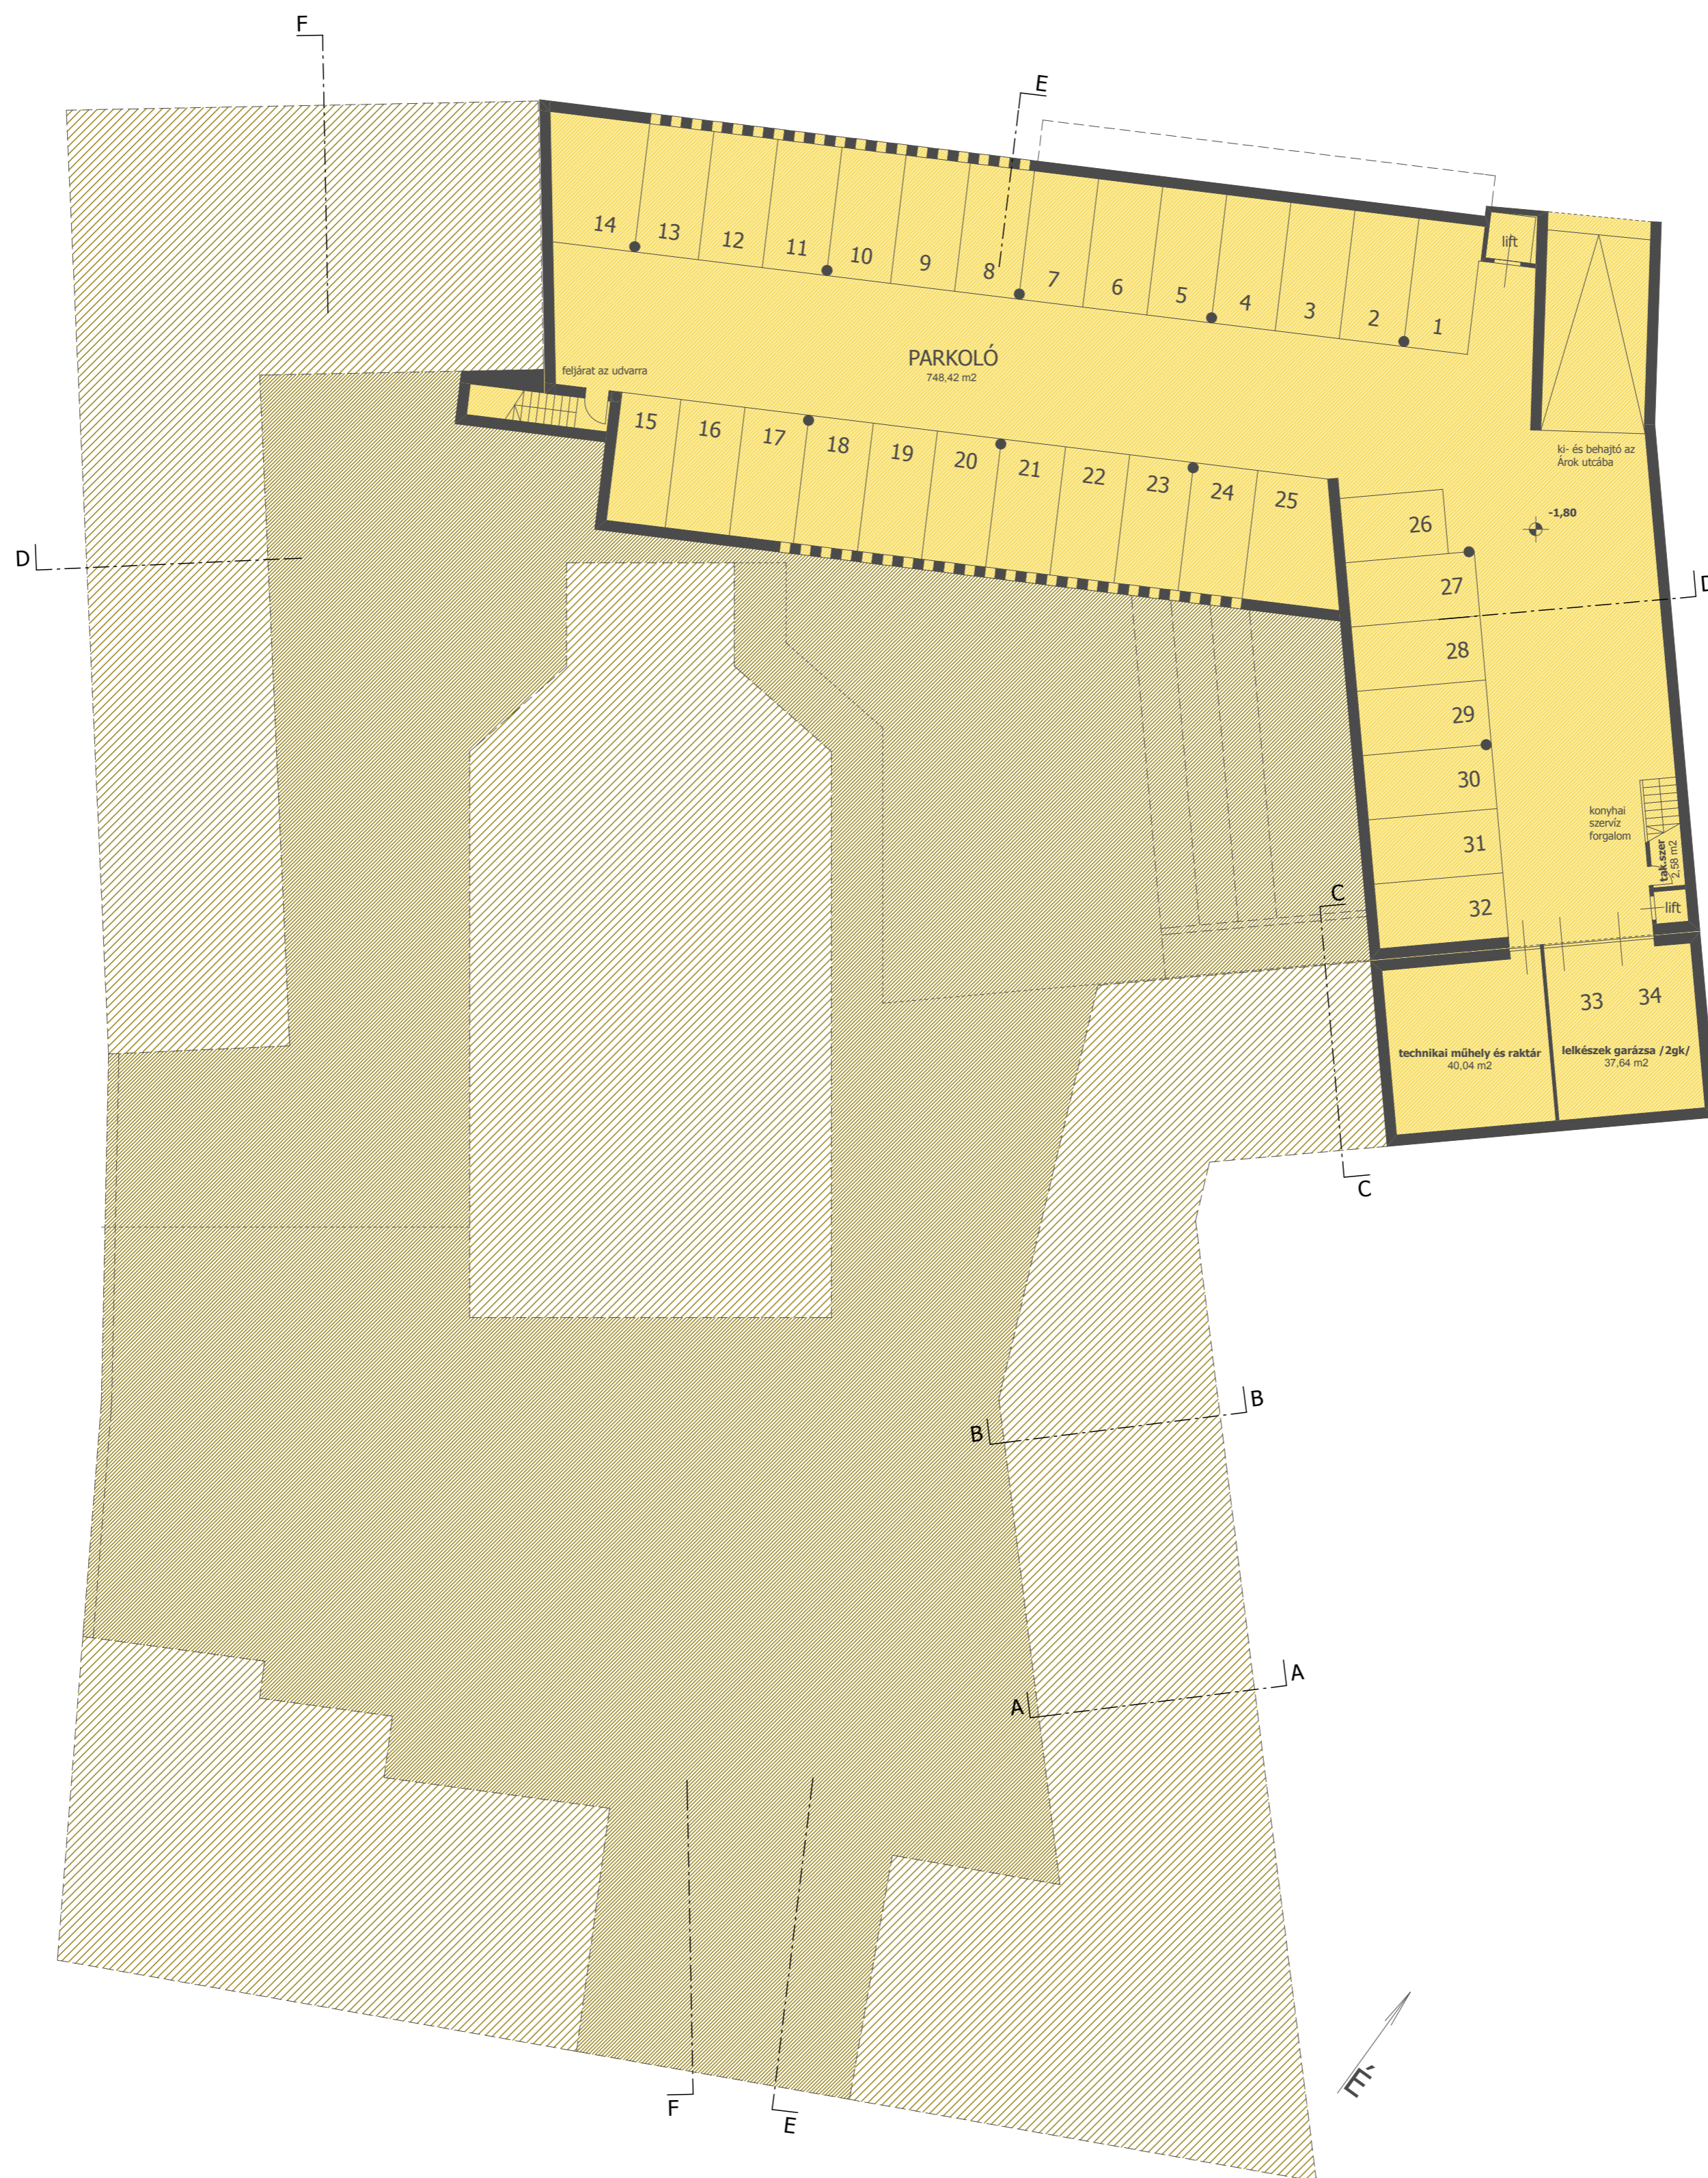 F
E
lift
14
13
12
11
10
9
8
7
6
5
4
3
2
1
PARKOLÓ
748,42 m2
feljárat az udvarra
15
16
17
18
19
20
21
22
23
24
25
ki- és behajtó az
Árok utcába
-1,80
26
D
27
D
28
29
30
31
32
konyhai
szervíz
forgalom
tak.szer
2,58 m2
lift
C
33
34
technikai műhely és raktár
40,04 m2
lelkészek garázsa /2gk/
37,64 m2
C
B
B
A
A
F
E
É